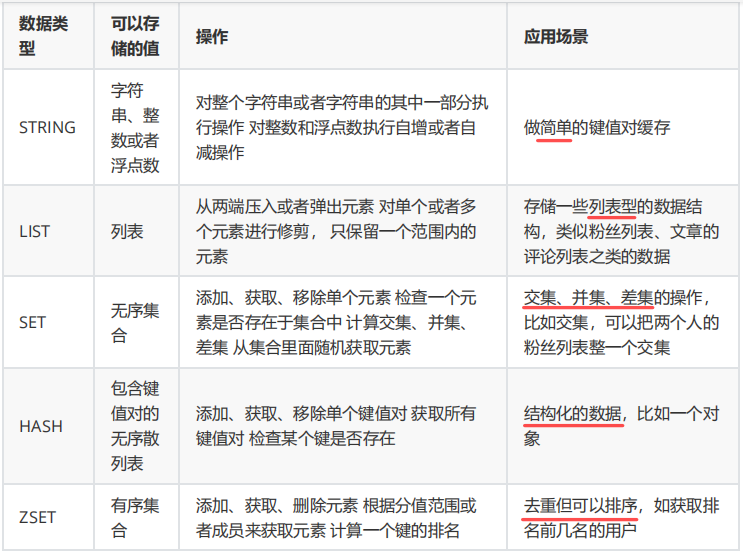 数据类
型
可以存
储的值
操作
应用场景
STRING
字符
串、整
数或者
浮点数
对整个字符串或者字符串的其中一部分执
行操作 对整数和浮点数执行自增或者自
减操作
做简单的键值对缓存
LIST
列表
从两端压入或者弹出元素 对单个或者多
个元素进行修剪， 只保留一个范围内的
元素
存储一些列表型的数据结
构，类似粉丝列表、文章的
评论列表之类的数据
SET
无序集
合
添加、获取、移除单个元素 检查一个元
素是否存在于集合中 计算交集、并集、
差集 从集合里面随机获取元素
交集、并集、差集的操作，
比如交集，可以把两个人的
粉丝列表整一个交集
HASH
包含键
值对的
无序散
列表
添加、获取、移除单个键值对 获取所有
键值对 检查某个键是否存在
结构化的数据，比如一个对
象
ZSET
有序集
合
添加、获取、删除元素 根据分值范围或
者成员来获取元素 计算一个键的排名
去重但可以排序，如获取排
名前几名的用户